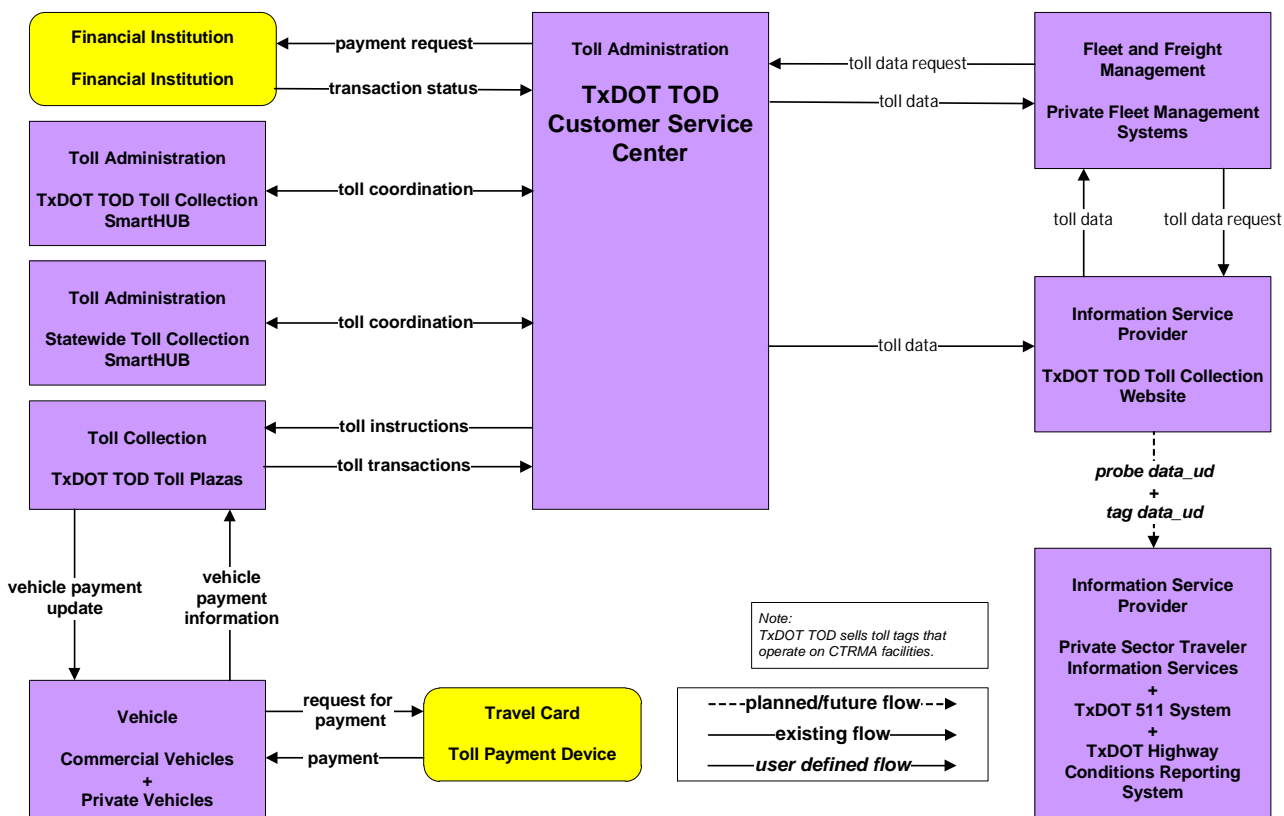 Financial Institution
Financial Institution
payment request
transaction status
Toll Administration
TxDOT TOD
Customer Service
Center
toll data request
toll data
Fleet and Freight
Management
Private Fleet Management
Systems
Toll Administration
TxDOT TOD Toll Collection
SmartHUB
toll coordination
toll data
toll data request
Toll Administration
Statewide Toll Collection
SmartHUB
toll coordination
toll data
Information Service
Provider
TxDOT TOD Toll Collection
Website
Toll Collection
TxDOT TOD Toll Plazas
toll instructions
toll transactions
probe data_ud
+
tag data_ud
vehicle payment
update
vehicle
payment
information
Information Service
Provider
Private Sector Traveler
Information Services
+
TxDOT 511 System
+
TxDOT Highway
Conditions Reporting
System
Note:
TxDOT TOD sells toll tags that
operate on CTRMA facilities.
Vehicle
Commercial Vehicles
+
Private Vehicles
request for
payment
payment
Travel Card
Toll Payment Device
planned/future flow
existing flow
user defined flow